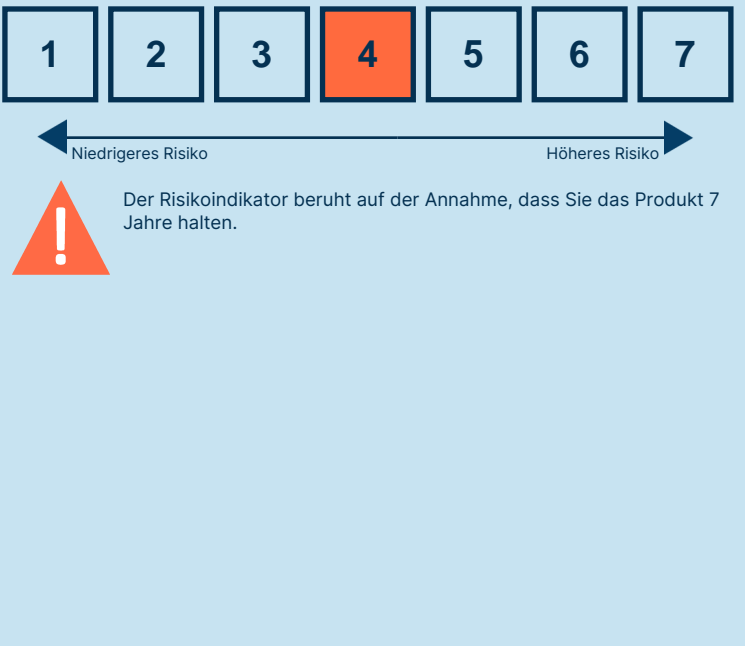 1 2 3 4 5 6 7
Niedrigeres Risiko Höheres Risiko
Der Risikoindikator beruht auf der Annahme, dass Sie das Produkt 7
Jahre halten.